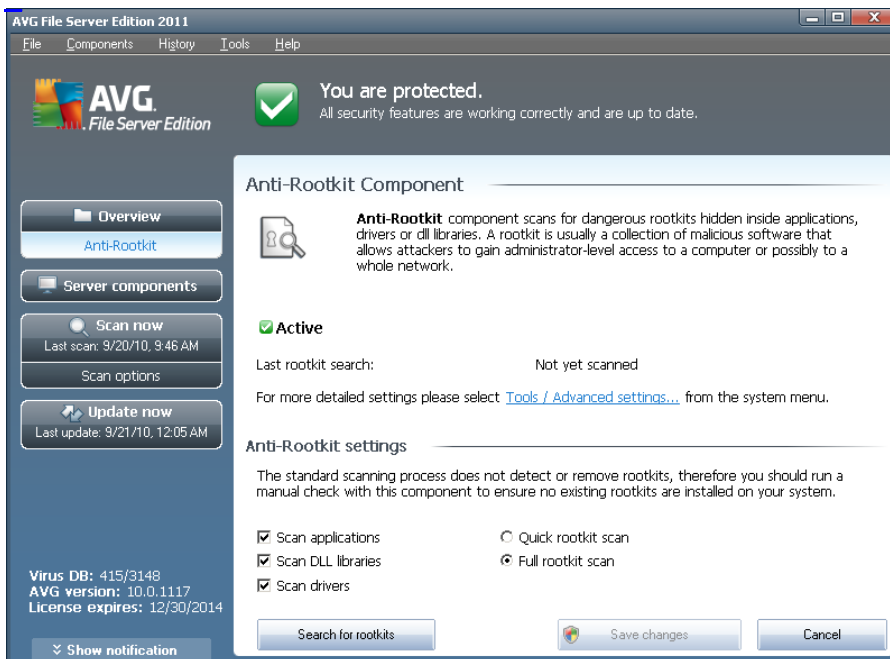 AVG File Server Edition 2011
File Components History Tools Help
AVG.
File Server Edition
You are protected.
All security features are working correctly and are up to date.
Overview
Anti-Rootkit
Server components
Scan now
Last scan: 9/20/10, 9:46 AM
Scan options
Update now
Last update: 9/21/10, 12:05 AM
Virus DB: 415/3148
AVG version: 10.0.1117
License expires: 12/30/2014
Show notification
Anti-Rootkit Component
Anti-Rootkit component scans for dangerous rootkits hidden inside applications,
drivers or dll libraries. A rootkit is usually a collection of malicious software that
allows attackers to gain administrator-level access to a computer or possibly to a
whole network.
Active
Last rootkit search: Not yet scanned
For more detailed settings please select Tools / Advanced settings... from the system menu.
Anti-Rootkit settings
The standard scanning process does not detect or remove rootkits, therefore you should run a
manual check with this component to ensure no existing rootkits are installed on your system.
Scan applications
Quick rootkit scan
Scan DLL libraries
Full rootkit scan
Scan drivers
Search for rootkits
Save changes
Cancel